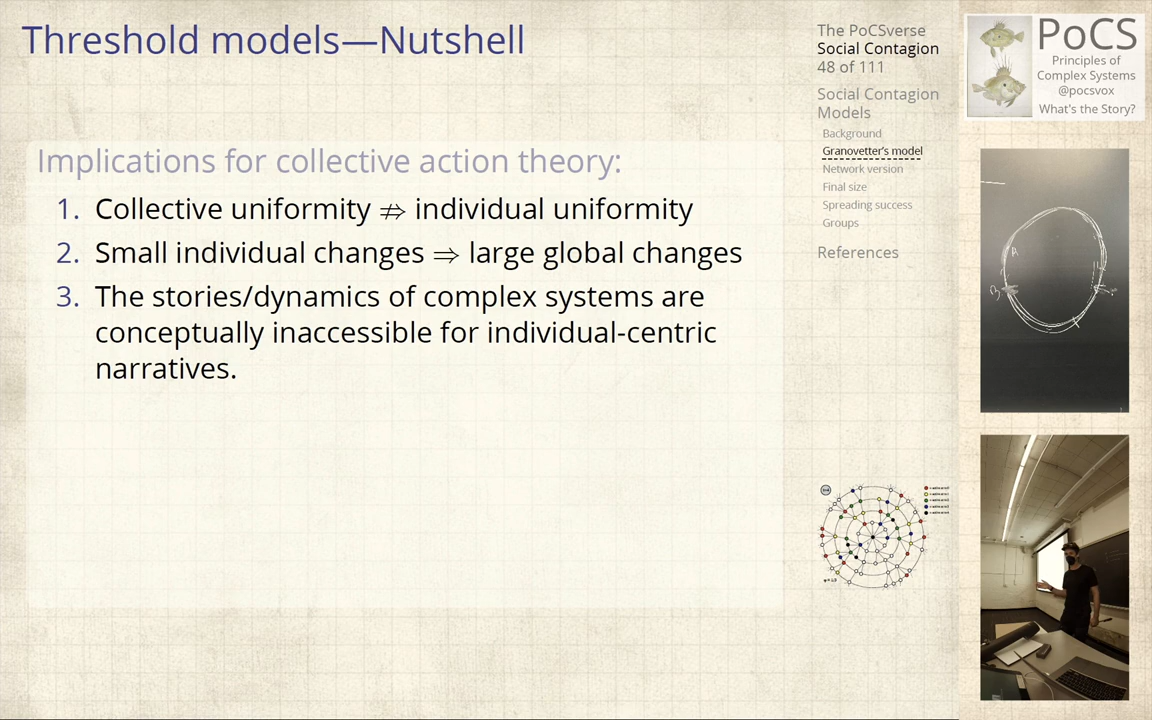 Threshold models—Nutshell
Implications for collective action theory:
1. Collective uniformity ⇏ individual uniformity
2. Small individual changes ⇒ large global changes
3. The stories/dynamics of complex systems are
conceptually inaccessible for individual-centric
narratives.
The PoCSverse
Social Contagion
48 of 111
Social Contagion
Models
Background
Granovetter's model
Network version
Final size
Spreading success
Groups
References
PoCS
Principles of
Complex Systems
@pocsvox
What's the Story?
A
B